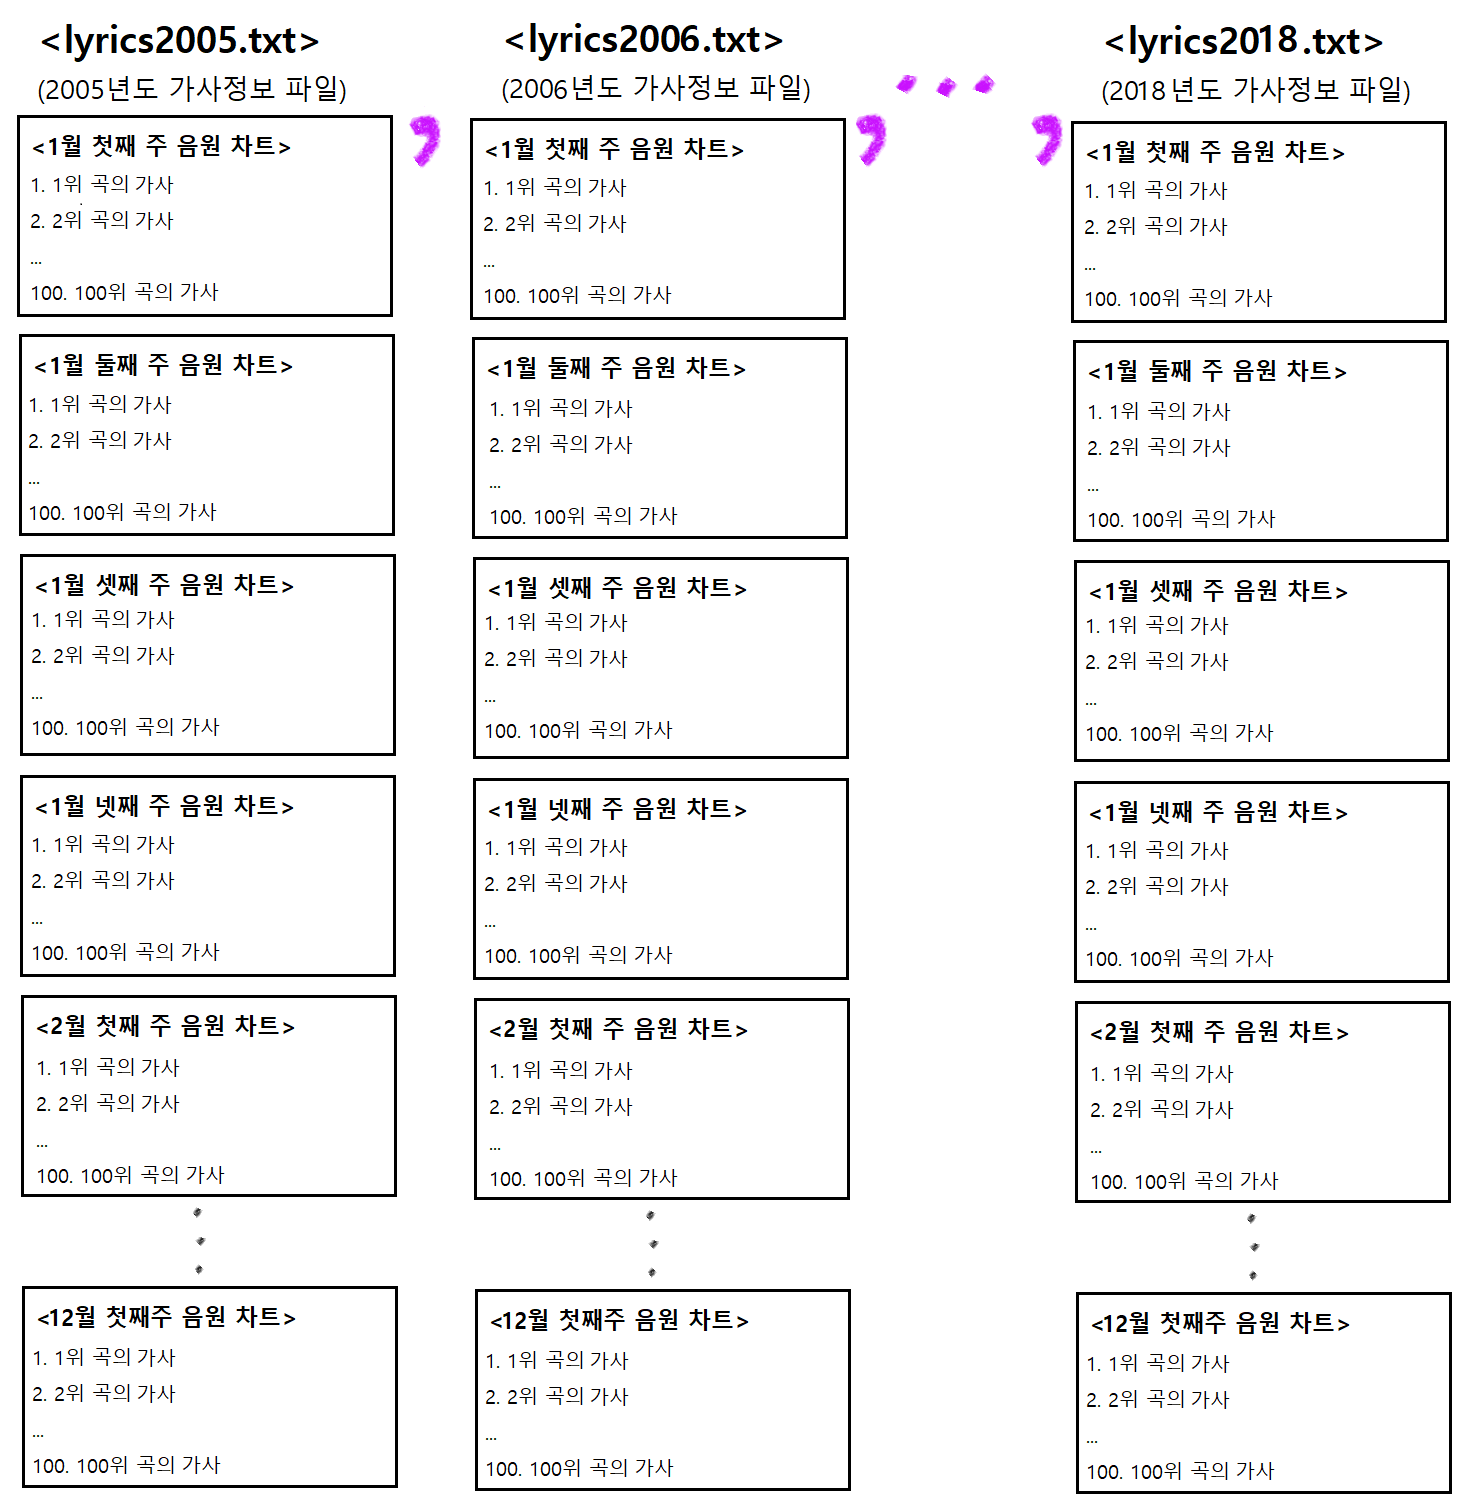 <lyrics2005.txt>
(2005년도 가사정보 파일)
<1월 첫째 주 음원 차트>
1. 1위 곡의 가사
2. 2위 곡의 가사
...
100. 100위 곡의 가사
<1월 둘째 주 음원 차트>
1. 1위 곡의 가사
2. 2위 곡의 가사
...
100. 100위 곡의 가사
<1월 셋째 주 음원 차트>
1. 1위 곡의 가사
2. 2위 곡의 가사
...
100. 100위 곡의 가사
<1월 넷째 주 음원 차트>
1. 1위 곡의 가사
2. 2위 곡의 가사
...
100. 100위 곡의 가사
<2월 첫째 주 음원 차트>
1. 1위 곡의 가사
2. 2위 곡의 가사
...
100. 100위 곡의 가사
<12월 첫째주 음원 차트>
1. 1위 곡의 가사
2. 2위 곡의 가사
...
100. 100위 곡의 가사
,
<lyrics2006.txt>
(2006년도 가사정보 파일)
<1월 첫째 주 음원 차트>
1. 1위 곡의 가사
2. 2위 곡의 가사
...
100. 100위 곡의 가사
<1월 둘째 주 음원 차트>
1. 1위 곡의 가사
2. 2위 곡의 가사
...
100. 100위 곡의 가사
<1월 셋째 주 음원 차트>
1. 1위 곡의 가사
2. 2위 곡의 가사
...
100. 100위 곡의 가사
<1월 넷째 주 음원 차트>
1. 1위 곡의 가사
2. 2위 곡의 가사
...
100. 100위 곡의 가사
<2월 첫째 주 음원 차트>
1. 1위 곡의 가사
2. 2위 곡의 가사
...
100. 100위 곡의 가사
<12월 첫째주 음원 차트>
1. 1위 곡의 가사
2. 2위 곡의 가사
...
100. 100위 곡의 가사
, ... ,
<lyrics2018.txt>
(2018년도 가사정보 파일)
<1월 첫째 주 음원 차트>
1. 1위 곡의 가사
2. 2위 곡의 가사
...
100. 100위 곡의 가사
<1월 둘째 주 음원 차트>
1. 1위 곡의 가사
2. 2위 곡의 가사
...
100. 100위 곡의 가사
<1월 셋째 주 음원 차트>
1. 1위 곡의 가사
2. 2위 곡의 가사
...
100. 100위 곡의 가사
<1월 넷째 주 음원 차트>
1. 1위 곡의 가사
2. 2위 곡의 가사
...
100. 100위 곡의 가사
<2월 첫째 주 음원 차트>
1. 1위 곡의 가사
2. 2위 곡의 가사
...
100. 100위 곡의 가사
<12월 첫째주 음원 차트>
1. 1위 곡의 가사
2. 2위 곡의 가사
...
100. 100위 곡의 가사